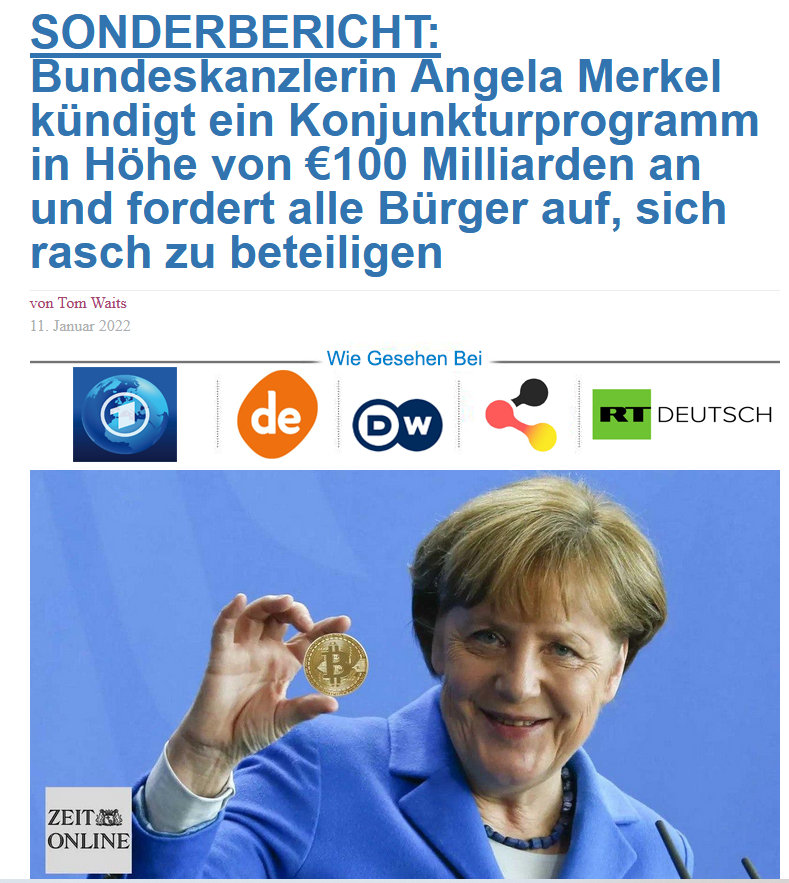 SONDERBERICHT:
Bundeskanzlerin Angela Merkel
kündigt ein Konjunkturprogramm
in Höhe von €100 Milliarden an
und fordert alle Bürger auf, sich
rasch zu beteiligen
von Tom Waits
11. Januar 2022
Wie Gesehen Bei
1 de DW RT DEUTSCH
B
ZEIT
ONLINE